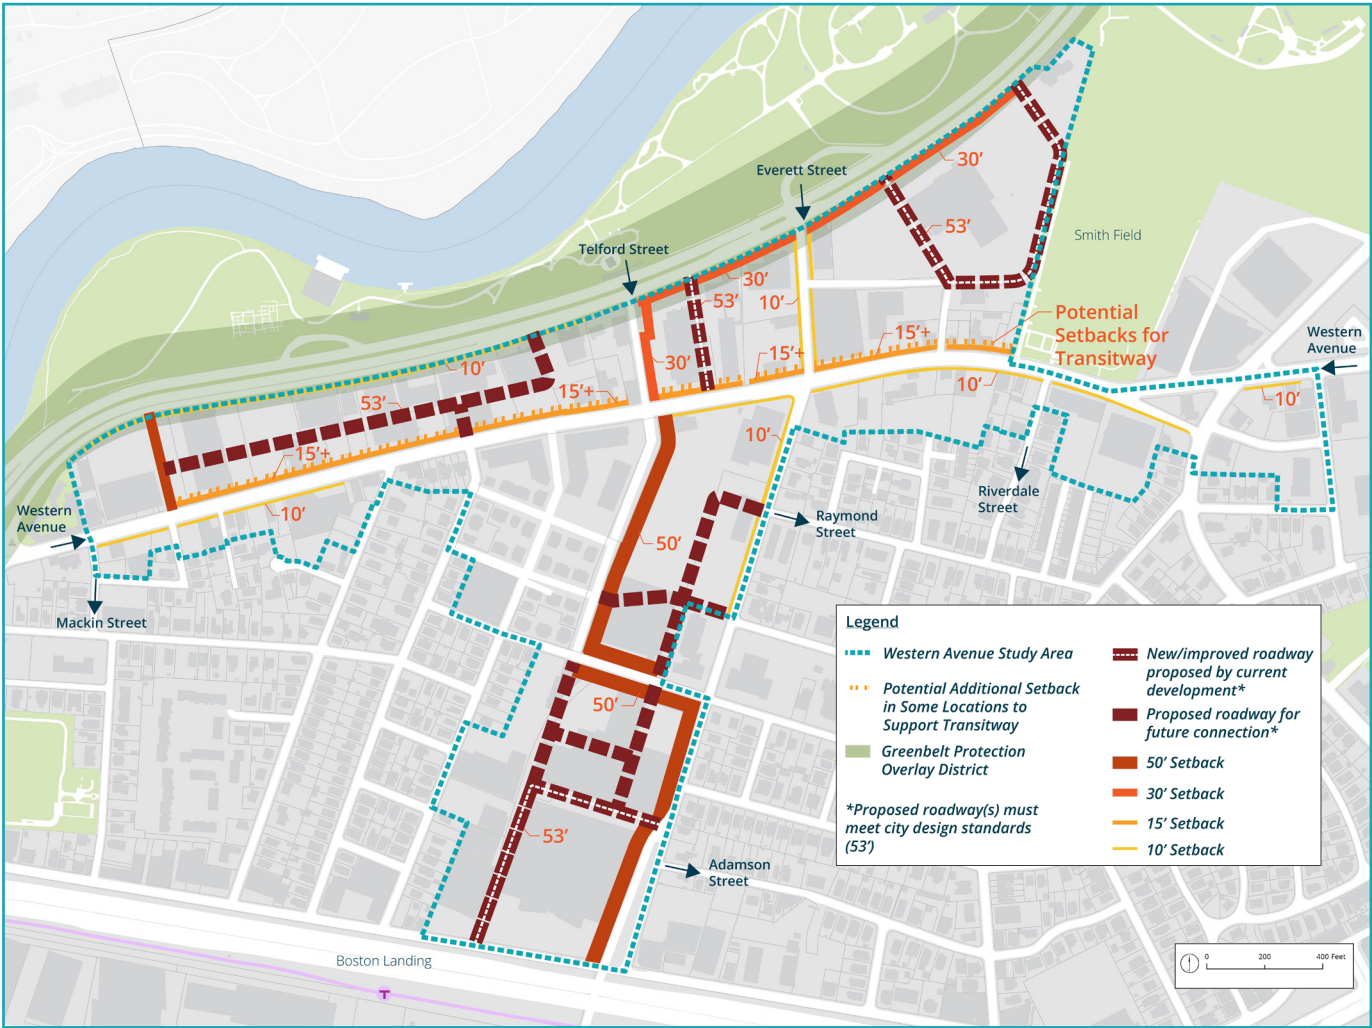 Everett Street
30’
Telford Street
53’
Smith Field
30’
53’
10’
Potential
Setbacks for
Transitway
15’+
Western
Avenue
30’
15’+
10’
10’
15’+
10’
53’
10’
15’+
Western
Avenue
10’
Riverdale
Street
Raymond
Street
50’
Mackin Street
50’
53’
Adamson
Street
Boston Landing
T
Legend
Western Avenue Study Area
Potential Additional Setback
in Some Locations to
Support Transitway
Greenbelt Protection
Overlay District
*Proposed roadway(s) must
meet city design standards
(53’)
New/improved roadway
proposed by current
development*
Proposed roadway for
future connection*
50’ Setback
30’ Setback
15’ Setback
10’ Setback
0 200 400 Feet